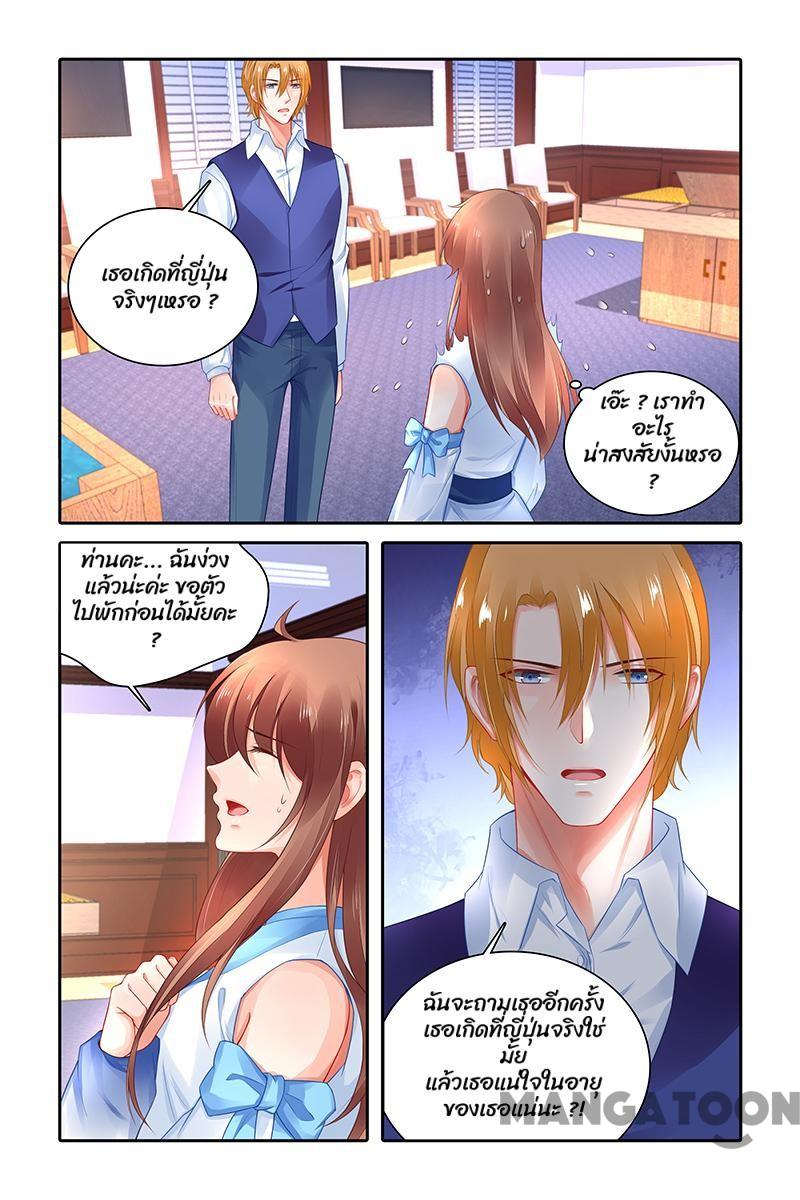 เธอเกิดที่ญี่ปุ่น
จริงๆเหรอ ?
เอ๊ะ ? เราทำ
อะไร
น่าสงสัยงั้นหรอ
?
ท่านคะ... ฉันง่วง
แล้วน่ะค่ะ ขอตัว
ไปพักก่อนได้มั้ยคะ
?
ฉันจะถามเธออีกครั้ง
เธอเกิดที่ญี่ปุ่นจริงใช่
มั้ย
แล้วเธอแน่ใจในอายุ
ของเธอแน่นะ ?!
MANGATOON